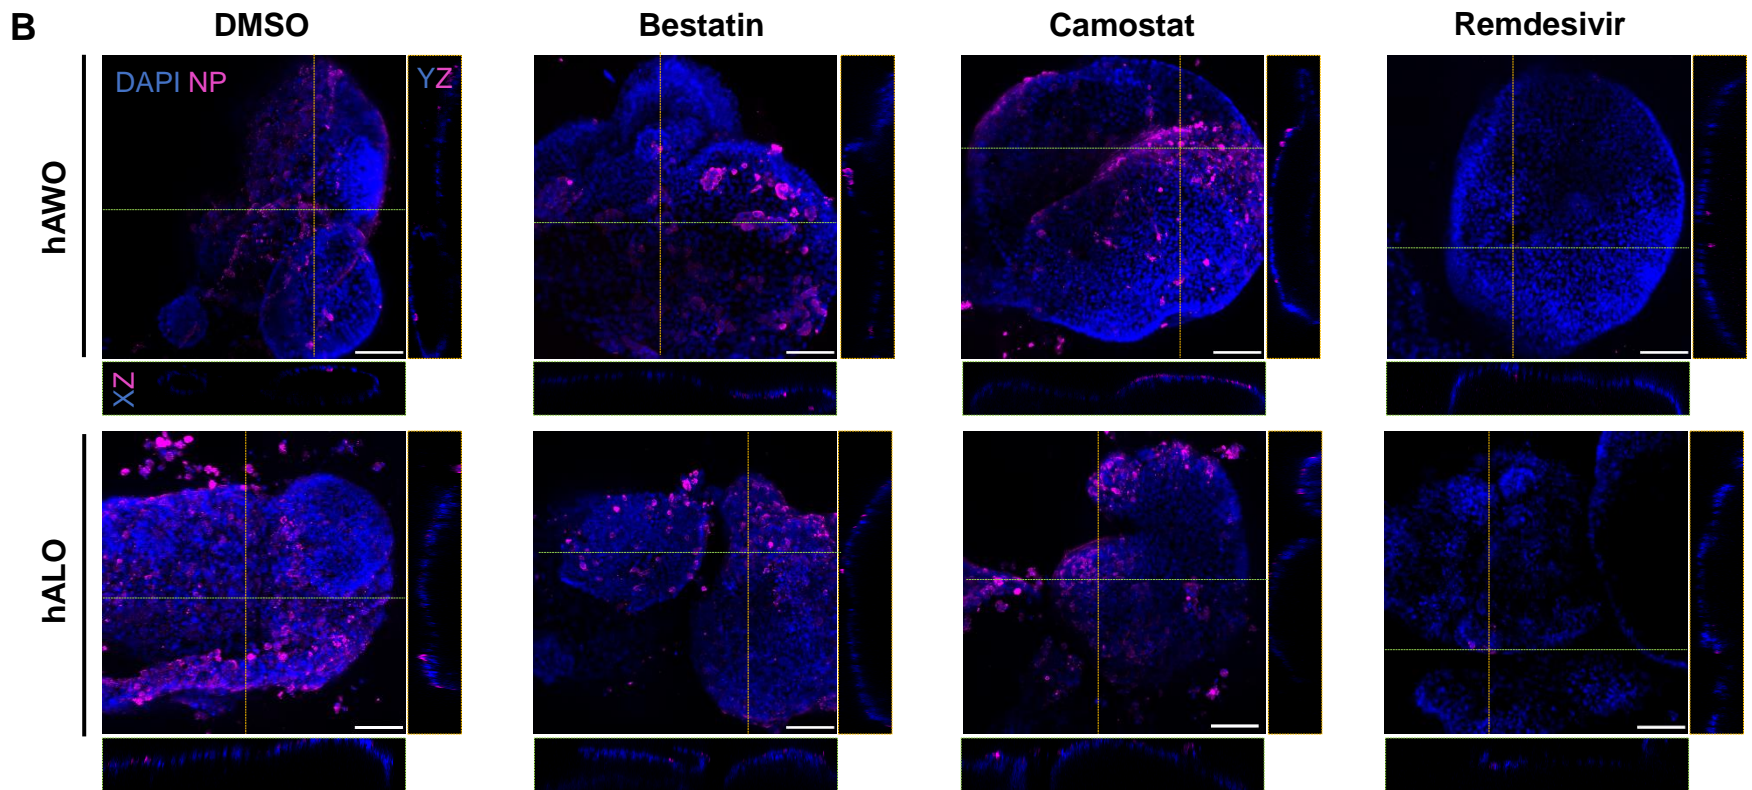 B
DMSO
Bestatin
Camostat
Remdesivir
hAWO
DAPI NP
YZ
XZ
hALO